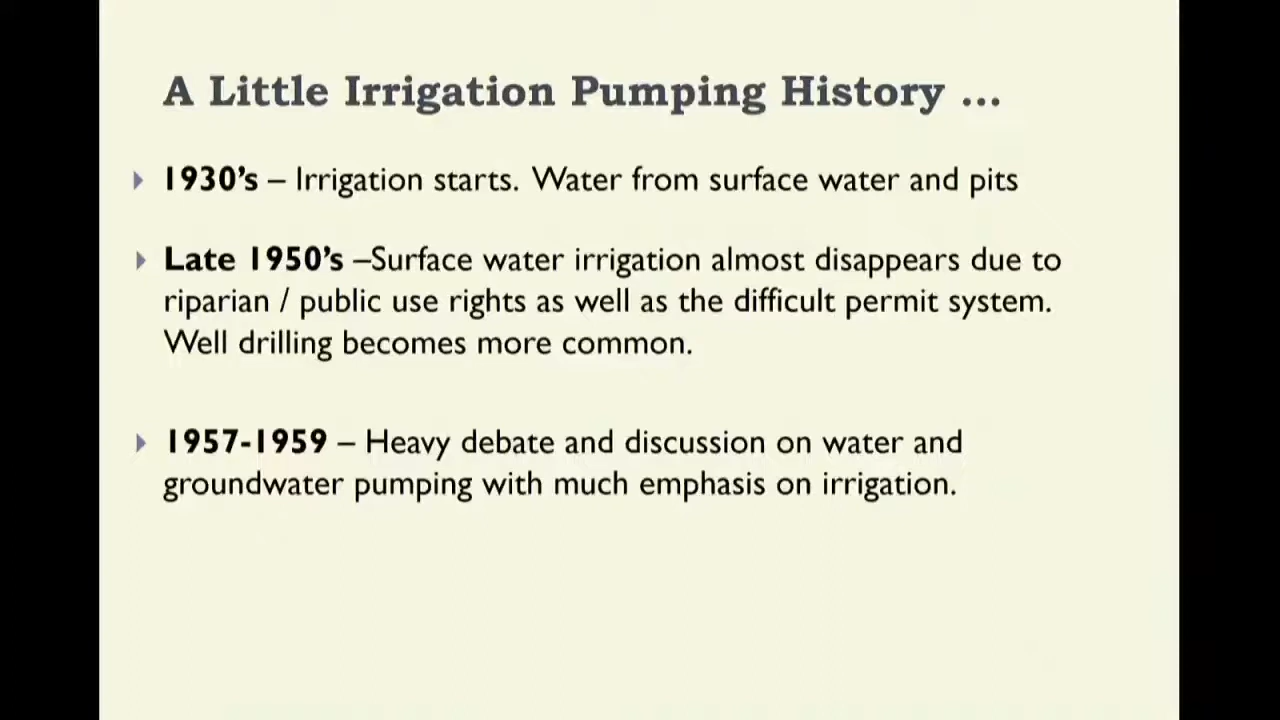 A Little Irrigation Pumping History ...
1930's – Irrigation starts. Water from surface water and pits
Late 1950's –Surface water irrigation almost disappears due to
riparian / public use rights as well as the difficult permit system.
Well drilling becomes more common.
1957-1959 – Heavy debate and discussion on water and
groundwater pumping with much emphasis on irrigation.